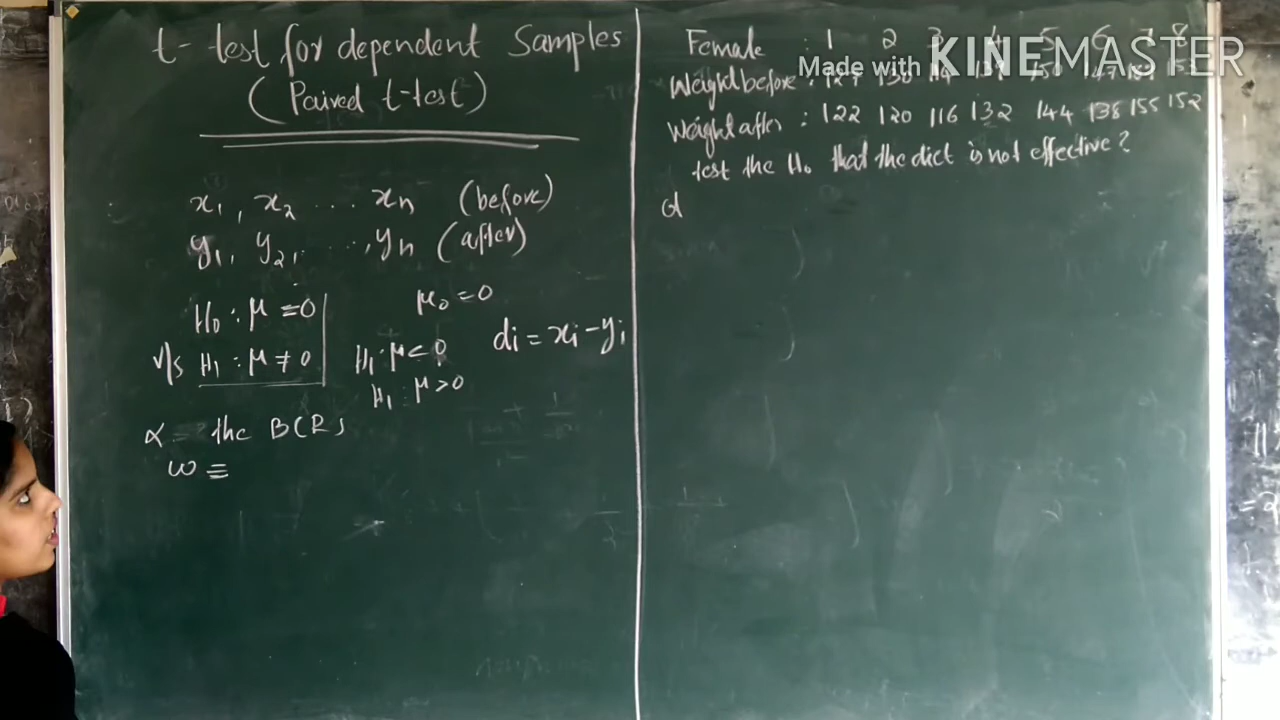 t-test for dependent Samples
(Paired t-test)
x1, x2 ... xn (before)
y1, y2, ..., yn (after)
H0 : μ = 0
μ0 = 0
v/s H1 : μ ≠ 0
H1 : μ < 0
H1 : μ > 0
di = xi - yi
α the BCR
ω ≡
Female : 1 2 3 4 5 6 7 8
Made with KINEMASTER
Weight before :
Weight after : 122 120 116 132 144 138 155 152
test the H0 that the diet is not effective?
d